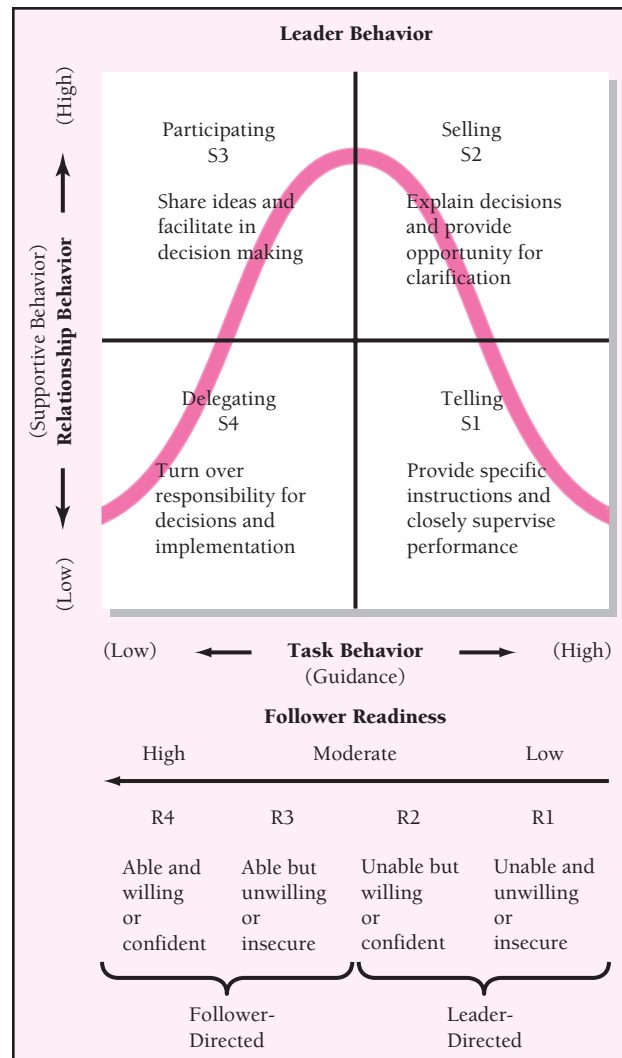 Leader Behavior
(High)
(Supportive Behavior)
Relationship Behavior
(Low)
Participating
S3
Share ideas and
facilitate in
decision making
Selling
S2
Explain decisions
and provide
opportunity for
clarification
Delegating
S4
Turn over
responsibility for
decisions and
implementation
Telling
S1
Provide specific
instructions and
closely supervise
performance
(Low) Task Behavior (High)
(Guidance)
Follower Readiness
High Moderate Low
R4 R3 R2 R1
Able and
willing
or
confident
Able but
unwilling
or
insecure
Unable but
willing
or
confident
Unable and
unwilling
or
insecure
Follower-
Directed
Leader-
Directed